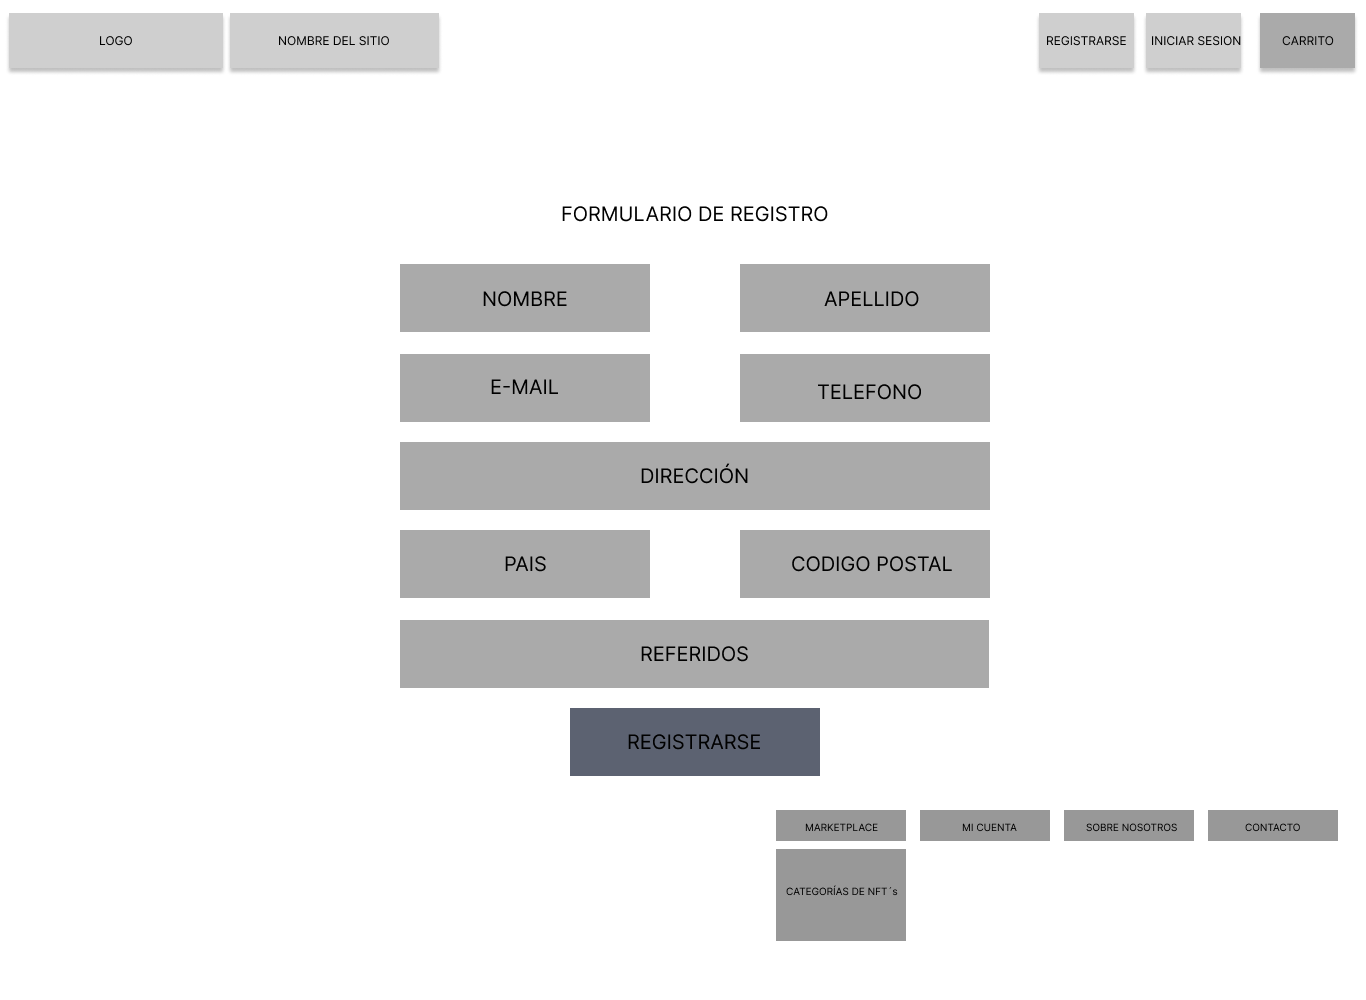 LOGO
NOMBRE DEL SITIO
REGISTRARSE
INICIAR SESION
CARRITO
FORMULARIO DE REGISTRO
NOMBRE
APELLIDO
E-MAIL
TELEFONO
DIRECCIÓN
PAIS
CODIGO POSTAL
REFERIDOS
REGISTRARSE
MARKETPLACE
MI CUENTA
SOBRE NOSOTROS
CONTACTO
CATEGORÍAS DE NFT´s